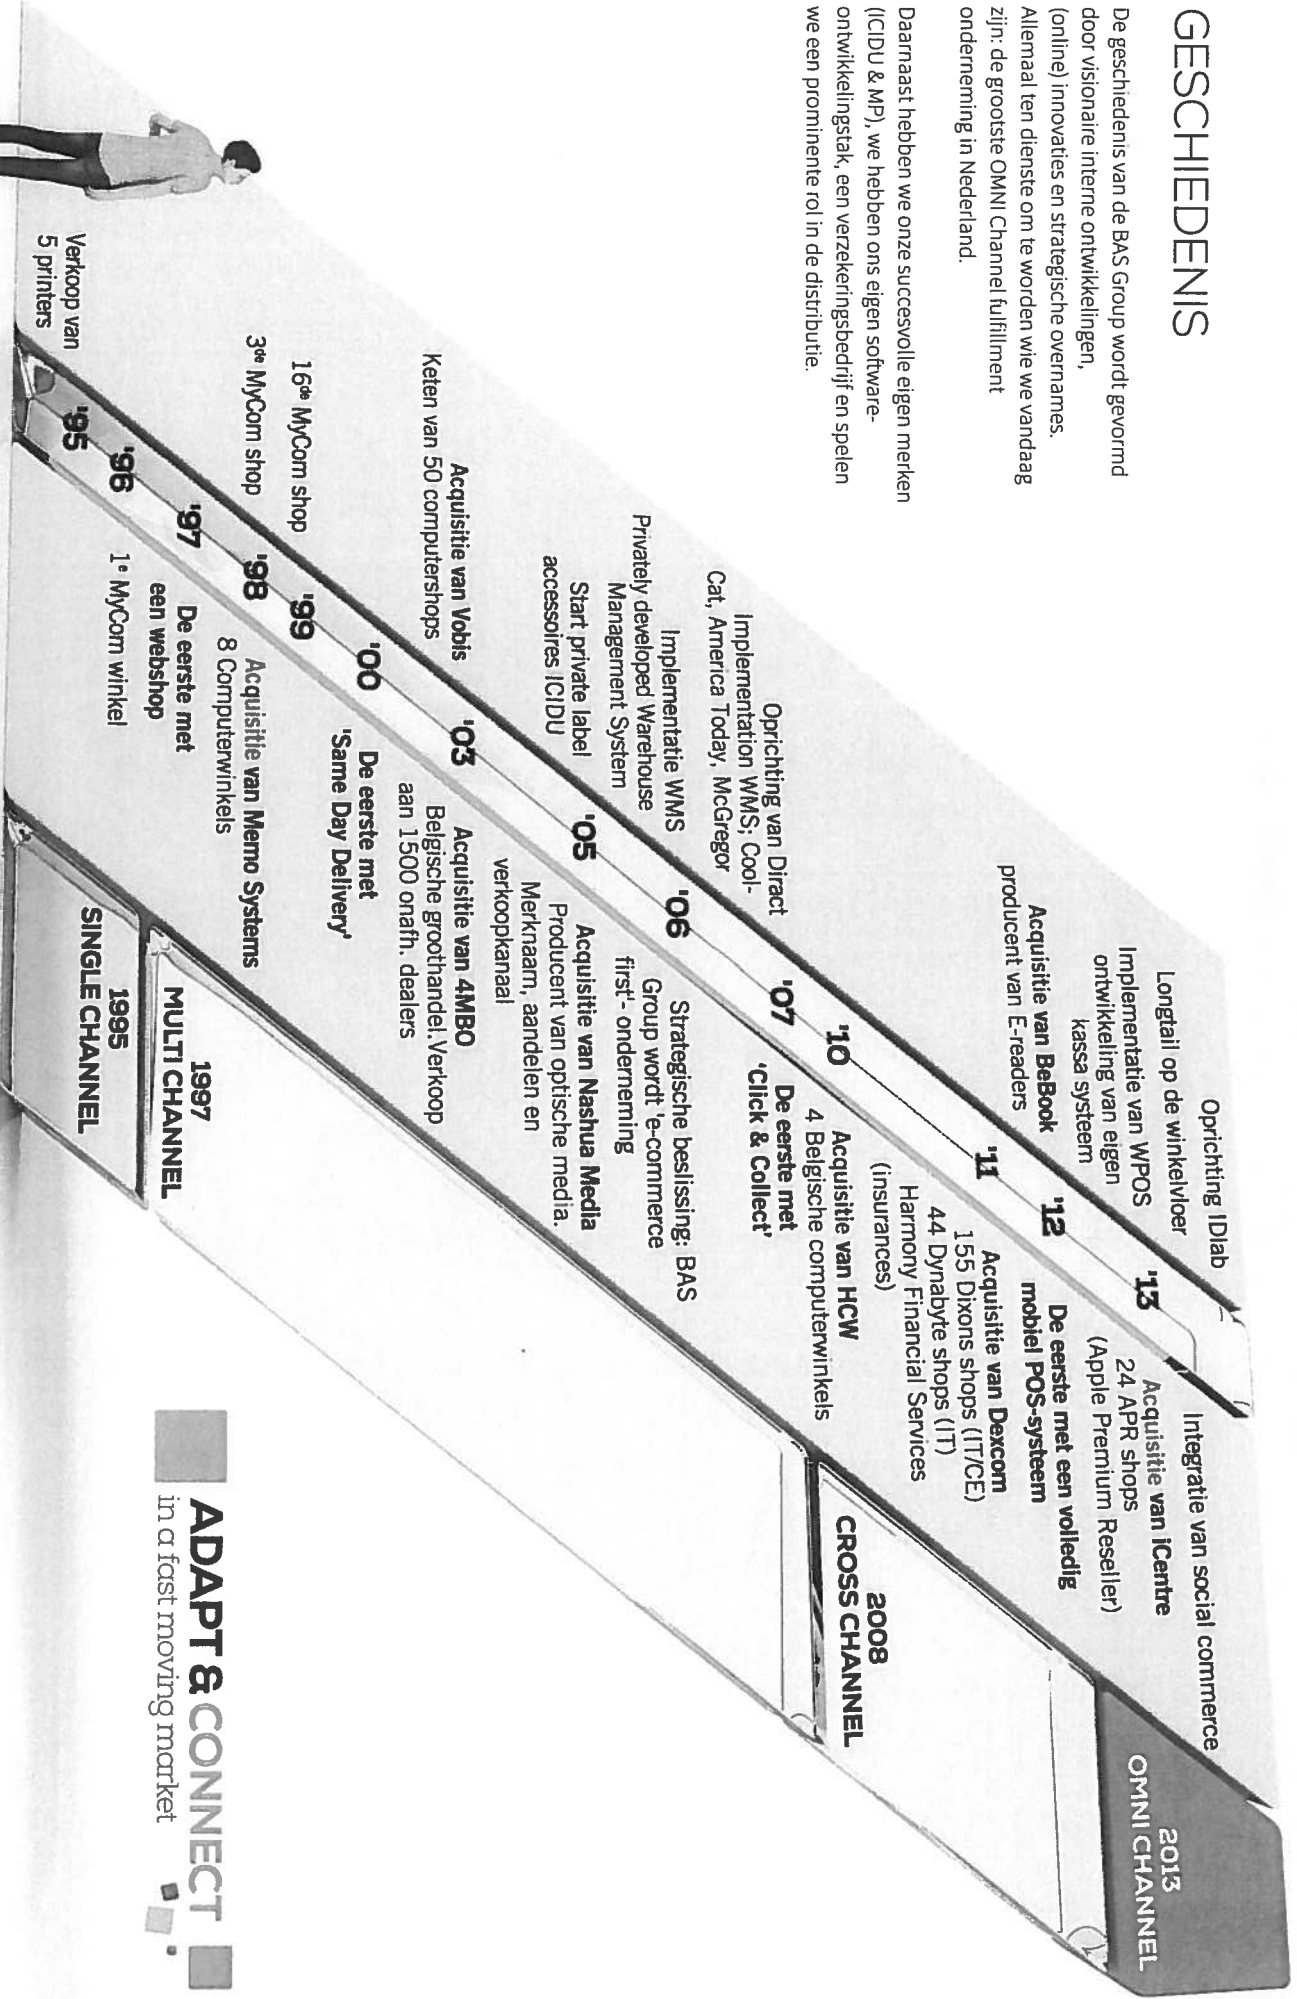 GESCHIEDENIS
De geschiedenis van de BAS Group wordt gevormd
door visionaire interne ontwikkelingen,
(online) innovaties en strategische overnames.
Allemaal ten dienste om te worden wie we vandaag
zijn: de grootste OMNI Channel fulfillment
onderneming in Nederland.
Daarnaast hebben we onze succesvolle eigen merken
(ICIDU & MP), we hebben ons eigen software-
ontwikkelingstak, een verzekeringsbedrijf en spelen
we een prominente rol in de distributie.
Oprichting IDlab
Longtail op de winkelvloer
Implementatie van WPOS
ontwikkeling van eigen
kassa systeem
Acquisitie van BeBook
producent van E-readers
Oprichting van Diract
Implementation WMS; Cool-
Cat, America Today, McGregor
Implementatie WMS
Privately developed Warehouse
Management System
Start private label
accessoires ICIDU
Acquisitie van Vobis
Keten van 50 computershops
16de MyCom shop
3de MyCom shop
Verkoop van
5 printers
'13
'12
'11
'10
'07
'06
'05
'03
'00
'99
'98
'97
'96
'95
Integratie van social commerce
Acquisitie van iCentre
24 APR shops
(Apple Premium Reseller)
De eerste met een volledig
mobiel POS-systeem
Acquisitie van Dexcom
155 Dixons shops (IT/CE)
44 Dynabyte shops (IT)
Harmony Financial Services
(insurances)
Acquisitie van HCW
4 Belgische computerwinkels
De eerste met
'Click & Collect'
Strategische beslissing: BAS
Group wordt 'e-commerce
first'- onderneming
Acquisitie van Nashua Media
Producent van optische media.
Merknaam, aandelen en
verkoopkanaal
Acquisitie van 4MBO
Belgische groothandel. Verkoop
aan 1500 onafh. dealers
De eerste met
'Same Day Delivery'
Acquisitie van Memo Systems
8 Computerwinkels
De eerste met
een webshop
1e MyCom winkel
2013
OMNI CHANNEL
2008
CROSS CHANNEL
1997
MULTI CHANNEL
1995
SINGLE CHANNEL
ADAPT & CONNECT
in a fast moving market